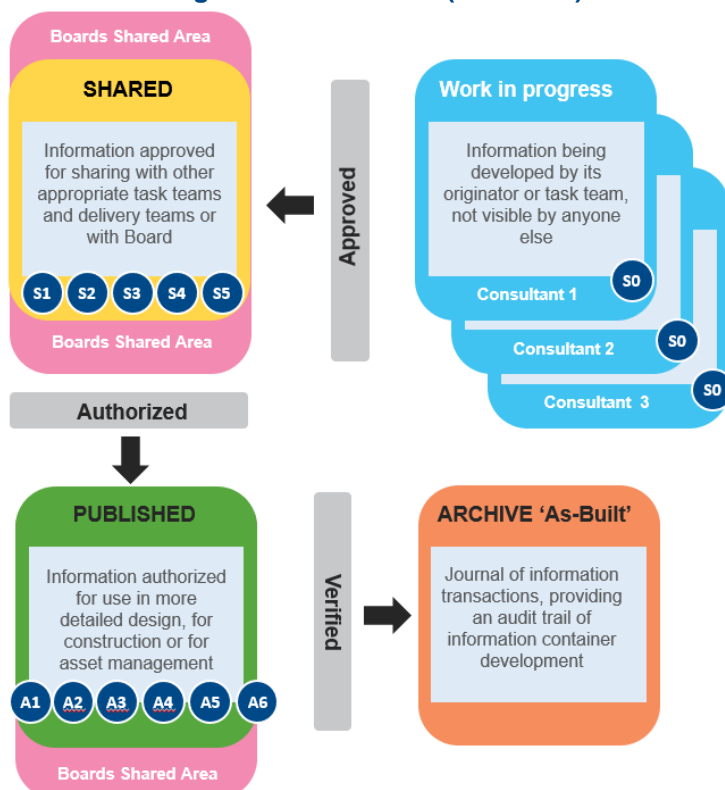 Boards Shared Area
SHARED
Information approved
for sharing with other
appropriate task teams
and delivery teams or
with Board
S1 S2 S3 S4 S5
Boards Shared Area
Approved
Work in progress
Information being
developed by its
originator or task team,
not visible by anyone
else
S0
Consultant 1
S0
Consultant 2
S0
Consultant 3
Authorized
PUBLISHED
Information authorized
for use in more
detailed design, for
construction or for
asset management
A1 A2 A3 A4 A5 A6
Boards Shared Area
Verified
ARCHIVE ‘As-Built’
Journal of information
transactions, providing
an audit trail of
information container
development